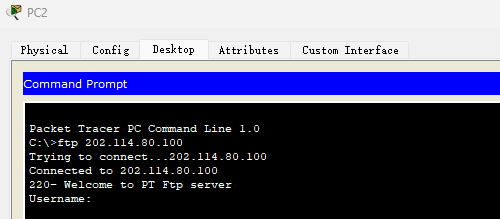 PC2
Physical Config Desktop Attributes Custom Interface
Command Prompt
Packet Tracer PC Command Line 1.0
C:\>ftp 202.114.80.100
Trying to connect...202.114.80.100
Connected to 202.114.80.100
220- Welcome to PT Ftp server
Username: